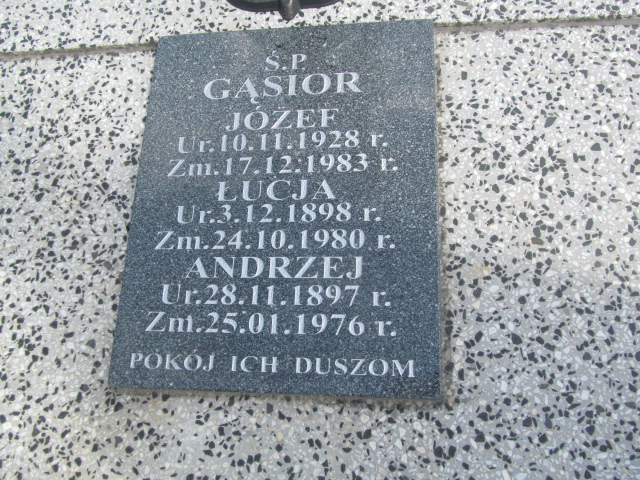 Ś.P.
GĄSIOR
JÓZEF
Ur.10.11.1928 r.
Zm.17.12.1983 r.
ŁUCJA
Ur.3.12.1898 r.
Zm.24.10.1980 r.
ANDRZEJ
Ur.28.11.1897 r.
Zm.25.01.1976 r.
POKÓJ ICH DUSZOM